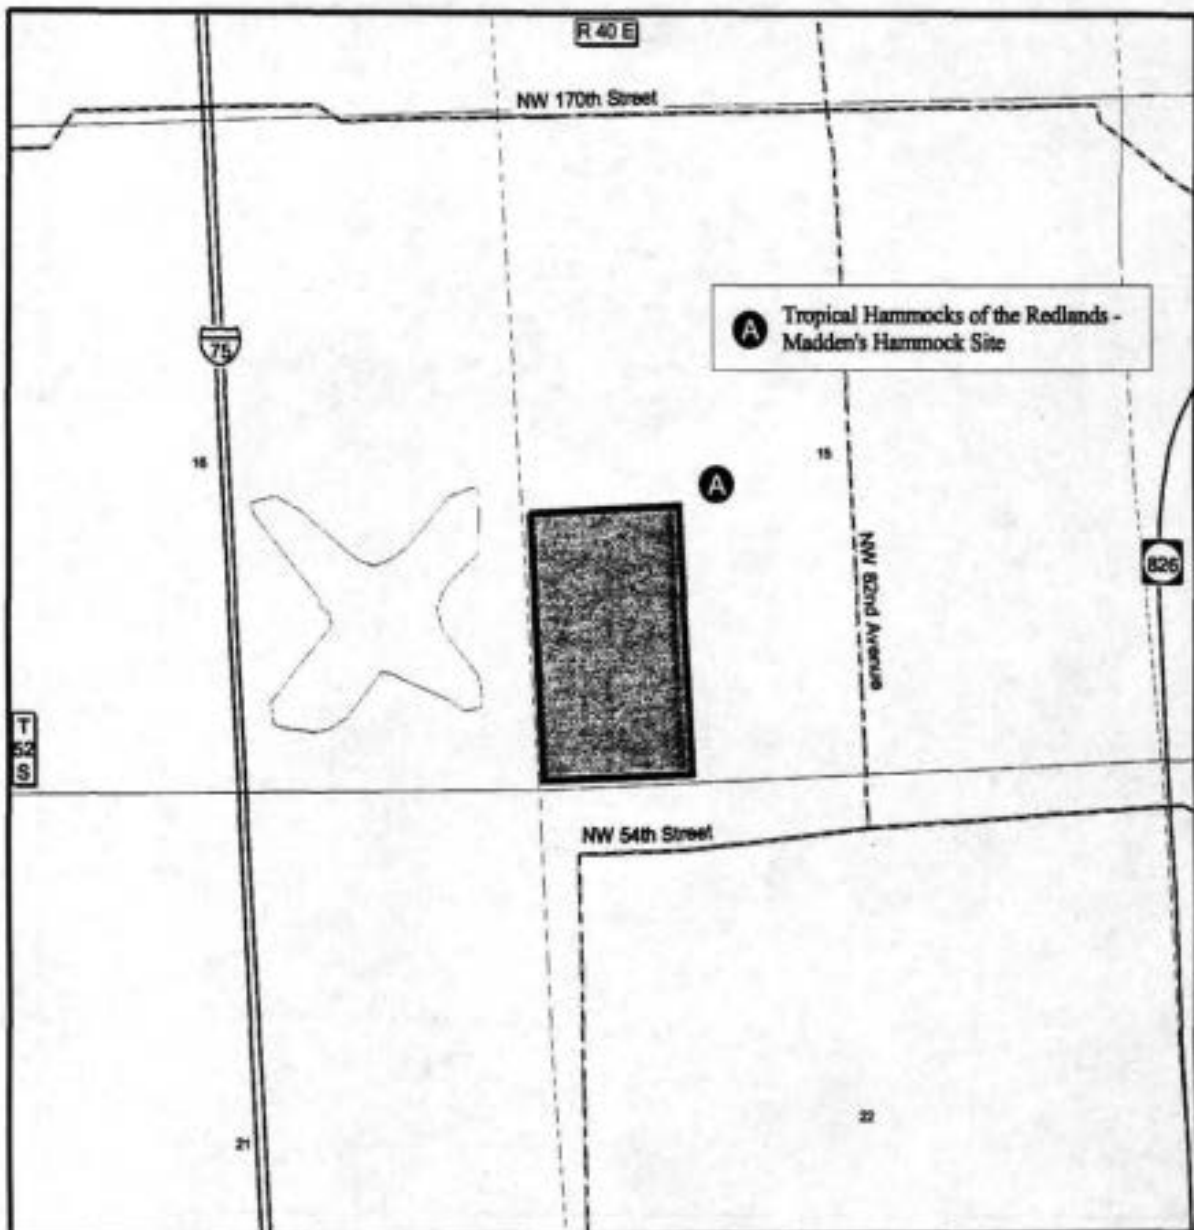 R 40 E
NW 170th Street
A Tropical Hammocks of the Redlands -
Madden's Hammock Site
75
16
15
A
NW 82nd Avenue
826
T
52
S
NW 54th Street
22
21